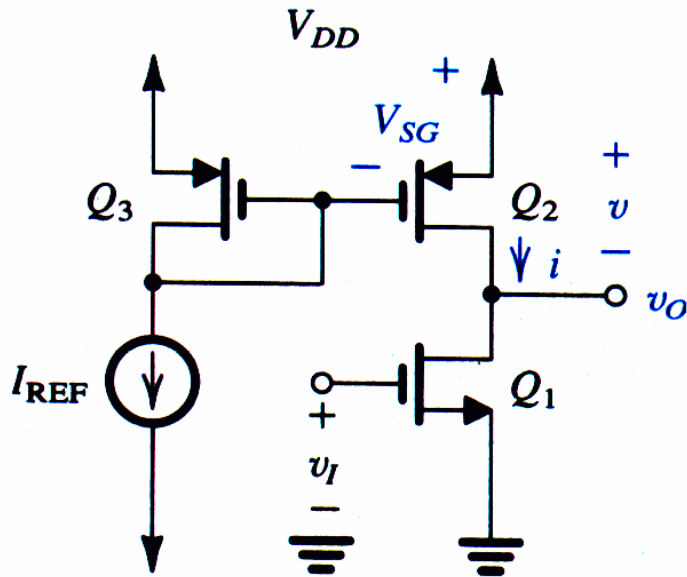 V_DD
+
V_SG
−
+
Q_3
Q_2
v
−
i
v_O
I_REF
Q_1
+
v_I
−